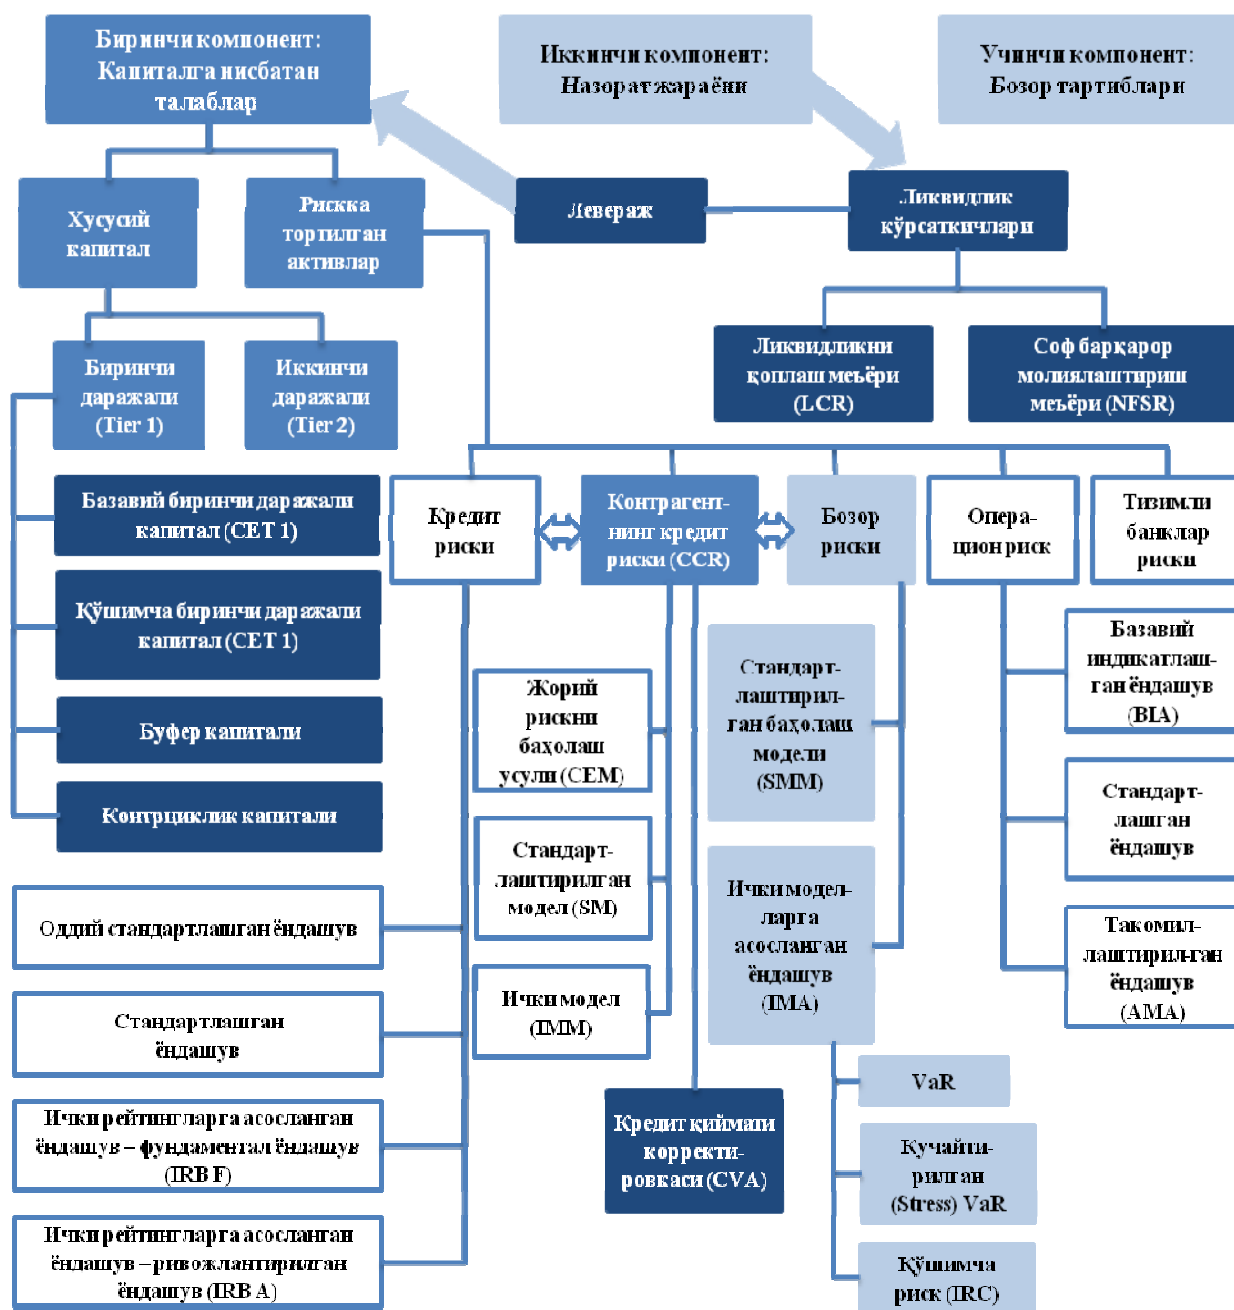 Биринчи компонент:
Капиталга нисбатан
талаблар
Иккинчи компонент:
Назорат жараёни
Учинчи компонент:
Бозор тартиблари
Хусусий
капитал
Рискка
тортилган
активлар
Левераж
Ликвидлик
кўрсаткичлари
Биринчи
даражали
(Tier 1)
Иккинчи
даражали
(Tier 2)
Ликвидликни
қоплаш меъёри
(LCR)
Соф барқарор
молиялаштириш
меъёри (NFSR)
Базавий биринчи даражали
капитал (CET 1)
Қўшимча биринчи даражали
капитал (CET 1)
Буфер капитали
Контрциклик капитали
Кредит
риски
Контрагент-
нинг кредит
риски (CCR)
Бозор
риски
Опера-
цион риск
Тизимли
банклар
риски
Жорий
рискни
баҳолаш
усули (CEM)
Стандарт-
лаштирилган
модел (SM)
Ички модел
(IMM)
Стандарт-
лаштирил-
ган баҳолаш
модели
(SMM)
Ички модел-
ларга
асосланган
ёндашув
(IMA)
Базавий
индикатлаш-
ган ёндашув
(BIA)
Стандарт-
лашган
ёндашув
Такомил-
лаштирил-ган
ёндашув
(AMA)
Оддий стандартлашган ёндашув
Стандартлашган
ёндашув
Ички рейтингларга асосланган
ёндашув – фундаментал ёндашув
(IRB F)
Ички рейтингларга асосланган
ёндашув – ривожлантирилган
ёндашув (IRB A)
Кредит қиймати
корректи-
ровкаси (CVA)
VaR
Кучайти-
рилган
(Stress) VaR
Қўшимча
риск (IRC)